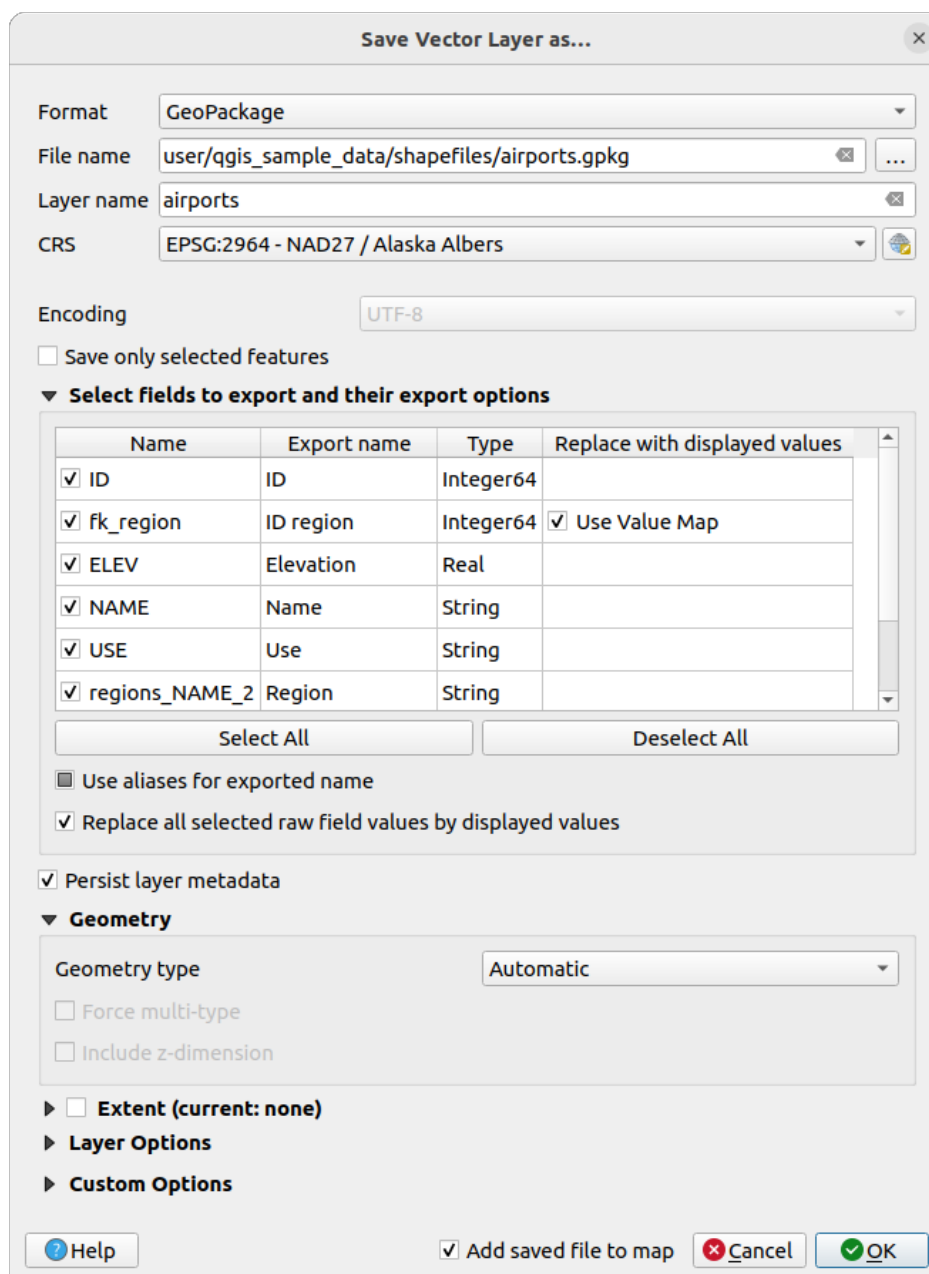 Save Vector Layer as...
Format GeoPackage
File name user/qgis_sample_data/shapefiles/airports.gpkg ...
Layer name airports
CRS EPSG:2964 - NAD27 / Alaska Albers
Encoding UTF-8
Save only selected features
Select fields to export and their export options
Name Export name Type Replace with displayed values
ID ID Integer64
fk_region ID region Integer64 Use Value Map
ELEV Elevation Real
NAME Name String
USE Use String
regions_NAME_2 Region String
Select All Deselect All
Use aliases for exported name
Replace all selected raw field values by displayed values
Persist layer metadata
Geometry
Geometry type Automatic
Force multi-type
Include z-dimension
Extent (current: none)
Layer Options
Custom Options
Help Add saved file to map Cancel OK